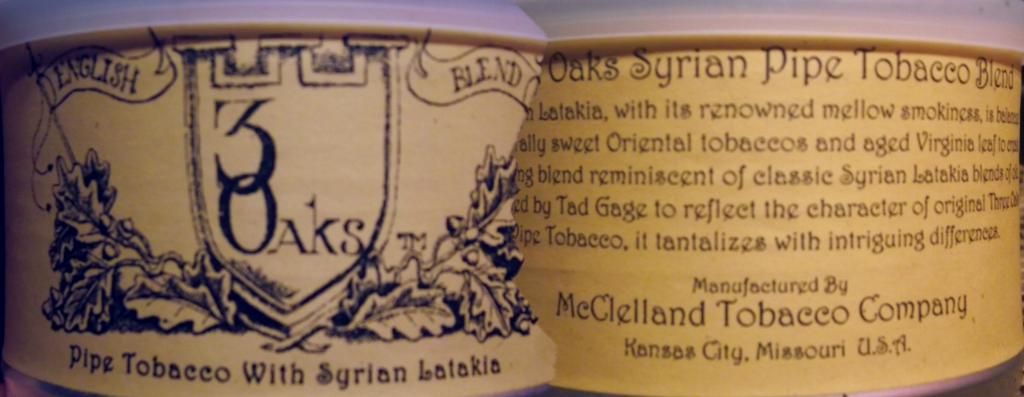 ENGLISH
BLEND
3
OAKS ™
Pipe Tobacco With Syrian Latakia
Oaks Syrian Pipe Tobacco Blend
Latakia, with its renowned mellow smokiness, is
sweet Oriental tobaccos and aged Virginia leaf to
blend reminiscent of classic Syrian Latakia blends of
by Tad Gage to reflect the character of original Three
Pipe Tobacco, it tantalizes with intriguing differences.
Manufactured By
McClelland Tobacco Company
Kansas City, Missouri U.S.A.